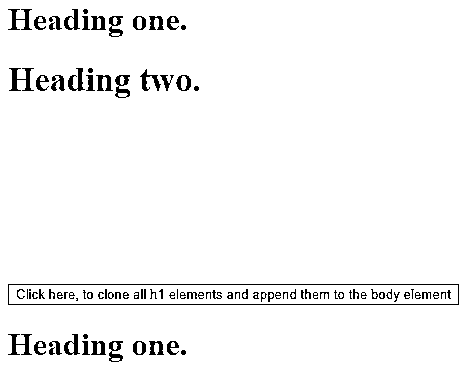 Heading one.
Heading two.
Click here, to clone all h1 elements and append them to the body element
Heading one.